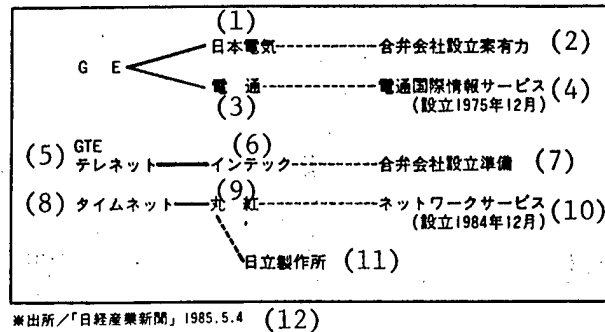 (1)
日本電気 合弁会社設立案有力 (2)
G E
電 通 電通国際情報サービス (4)
(3) (設立1975年12月)
(6)
(5) GTE
テレネット インテック 合弁会社設立準備 (7)
(9)
(8) タイムネット 丸 紅 ネットワークサービス
(設立1984年12月) (10)
日立製作所 (11)
※出所/「日経産業新聞」1985.5.4 (12)